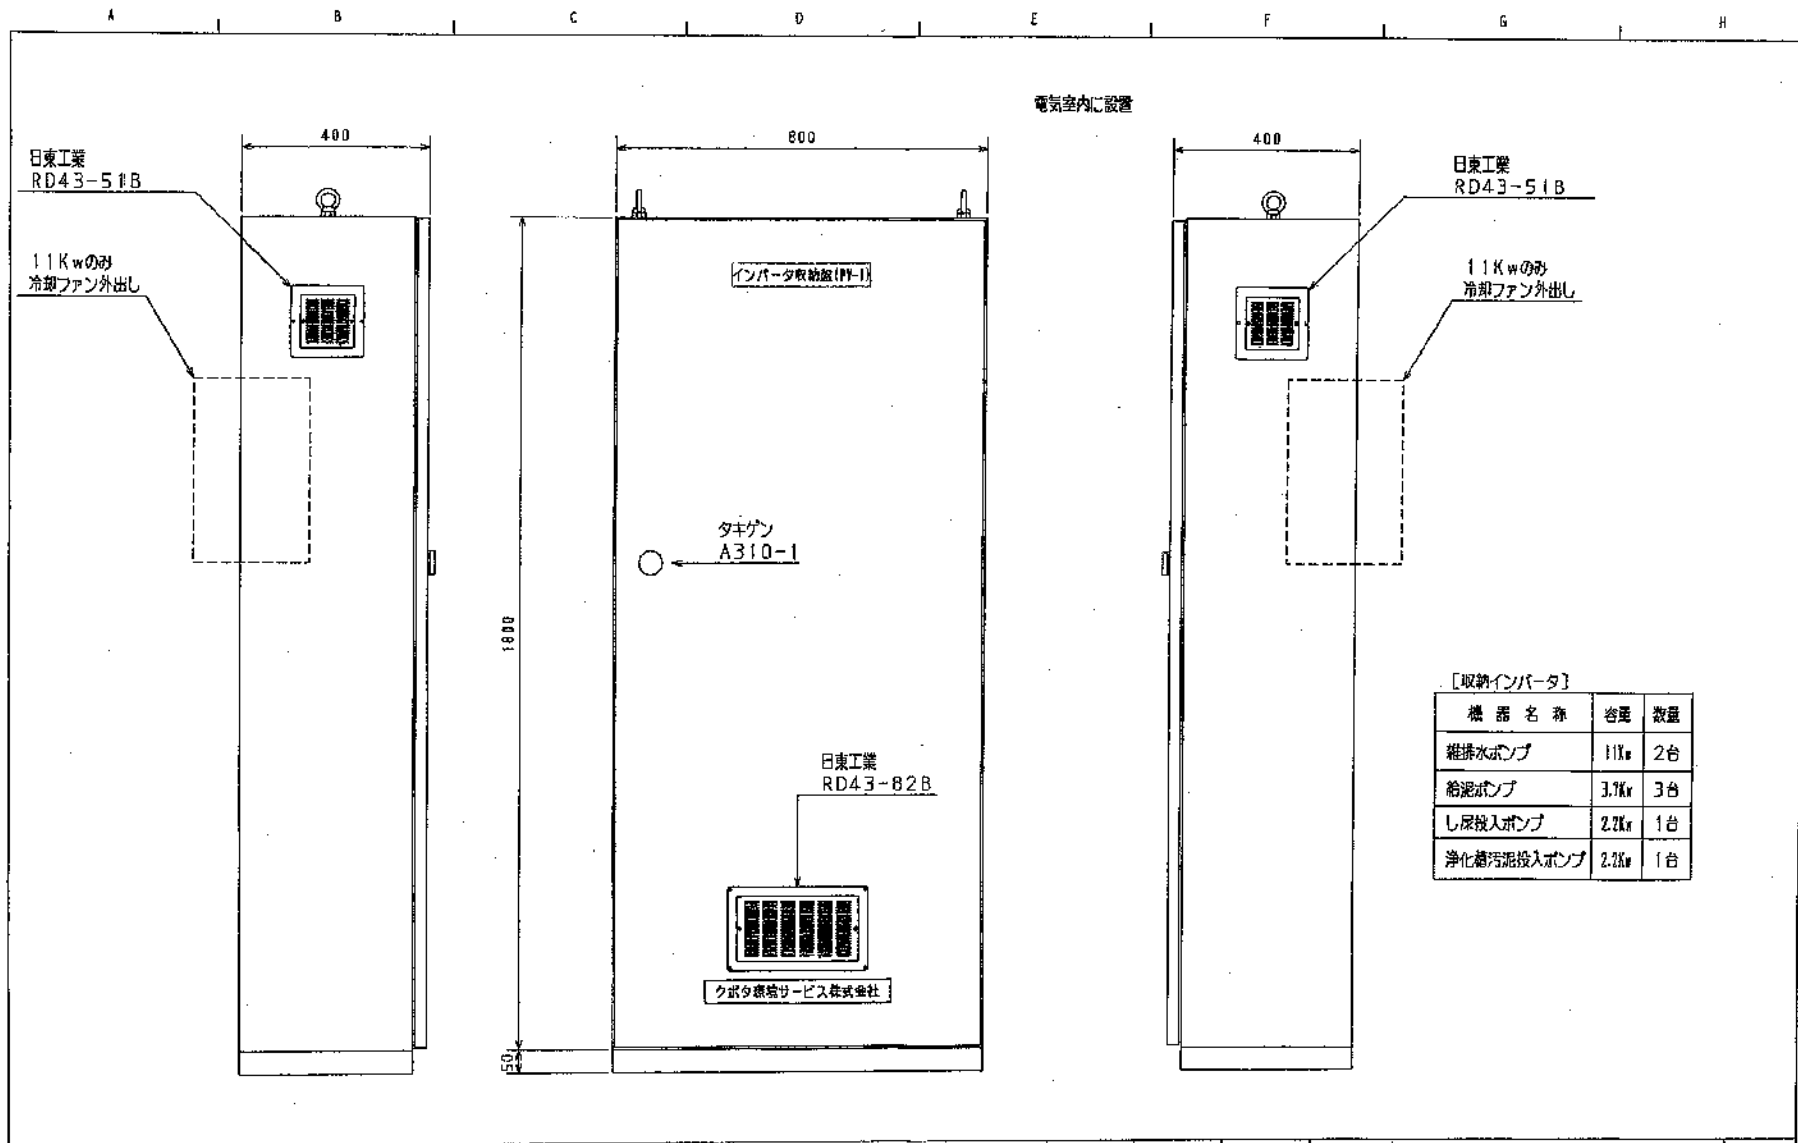 A B C D E F G H
電気室内に設置
400
800
400
日東工業
RD43-51B
日東工業
RD43-51B
11Kwのみ
冷却ファン外出し
インバータ収納盤
11Kwのみ
冷却ファン外出し
タキゲン
A310-1
1800
[収納インバータ]
機 器 名 称 容量 数量
雑排水ポンプ 11Kw 2台
給泥ポンプ 3.7Kw 3台
し尿投入ポンプ 2.2Kw 1台
浄化槽汚泥投入ポンプ 2.2Kw 1台
日東工業
RD43-82B
クボタ環境サービス株式会社
50